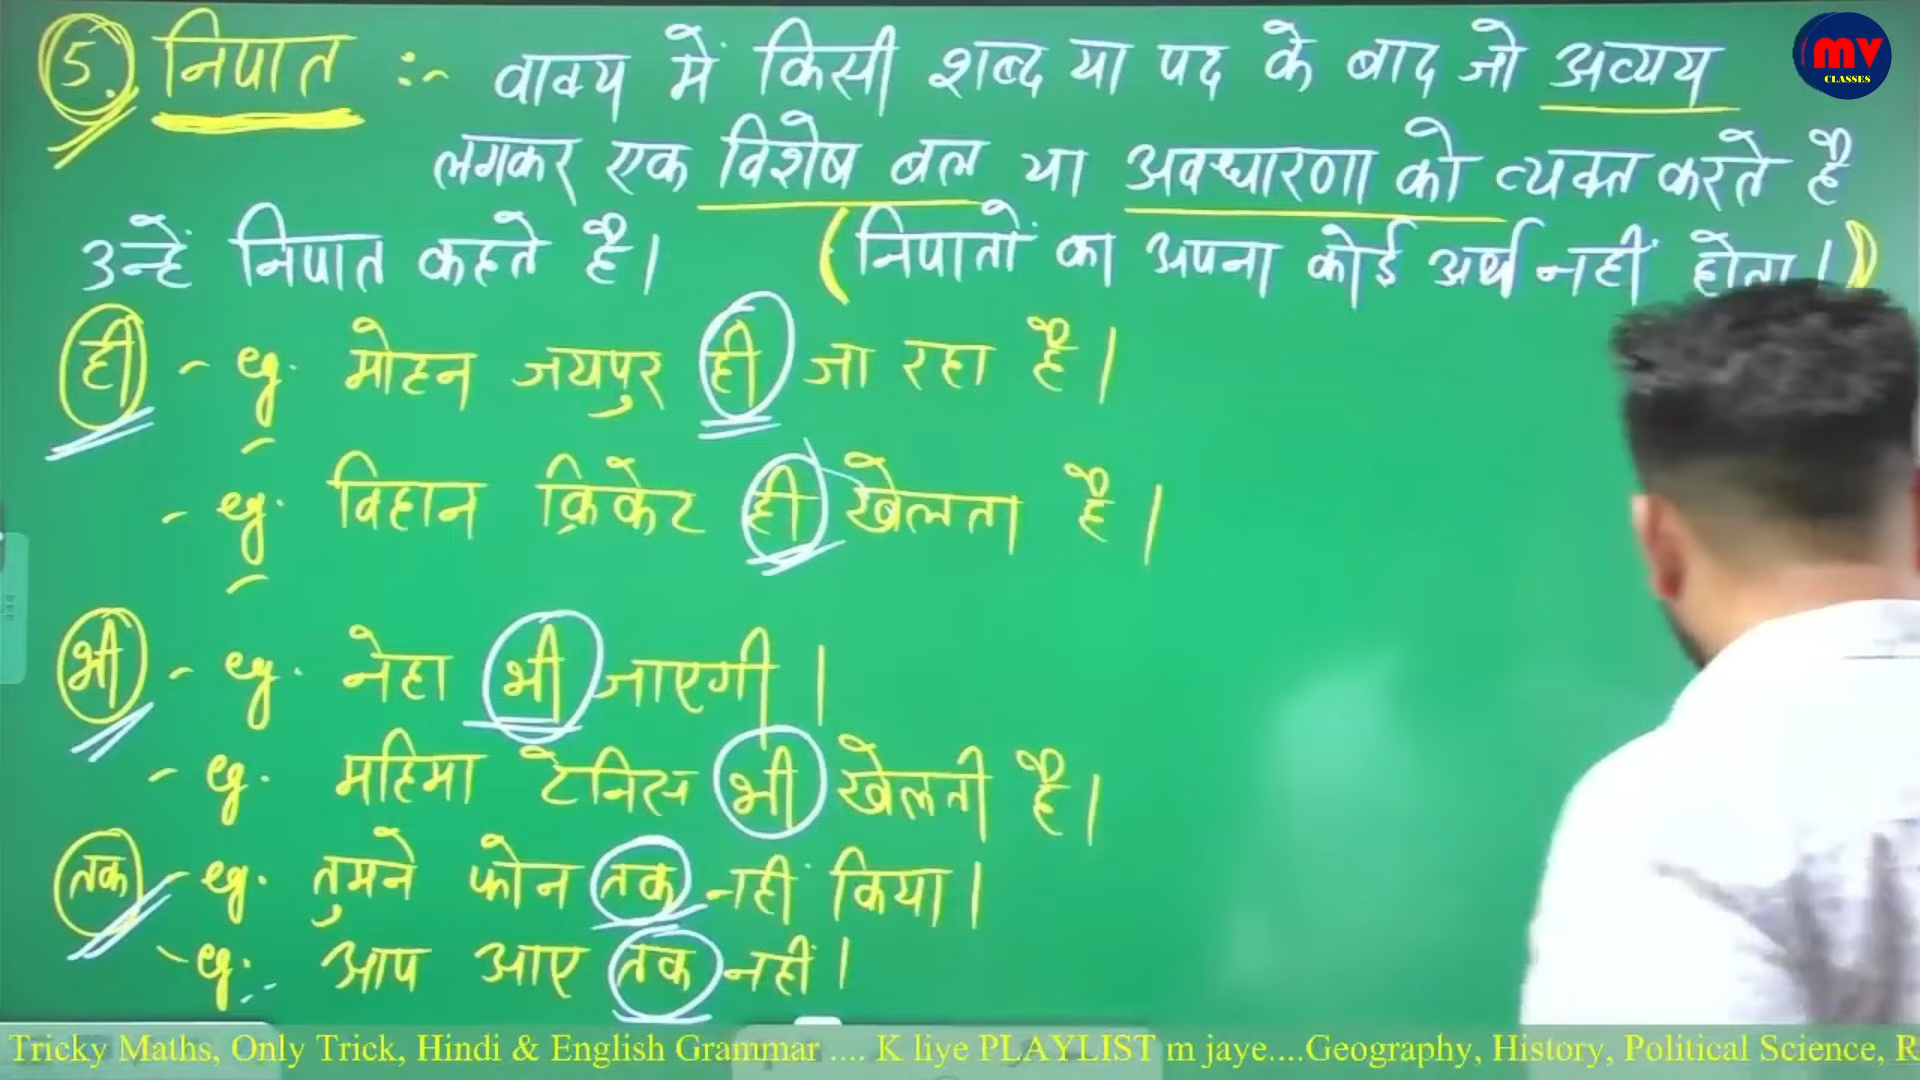 5. निपात :- वाक्य में किसी शब्द या पद के बाद जो अव्यय
लगकर एक विशेष बल या अवधारणा को व्यक्त करते है
उन्हें निपात कहते है। (निपातों का अपना कोई अर्थ नहीं होता।)
ही - eg. मोहन जयपुर ही जा रहा है।
- eg. विहान क्रिकेट ही खेलता है।
भी - eg. नेहा भी जाएगी।
- eg. महिमा टेनिस भी खेलती है।
तक - eg. तुमने फोन तक नहीं किया।
- eg. आप आए तक नहीं।
MV
CLASSES
Tricky Maths, Only Trick, Hindi & English Grammar .... K liye PLAYLIST m jaye....Geography, History, Political Science, R